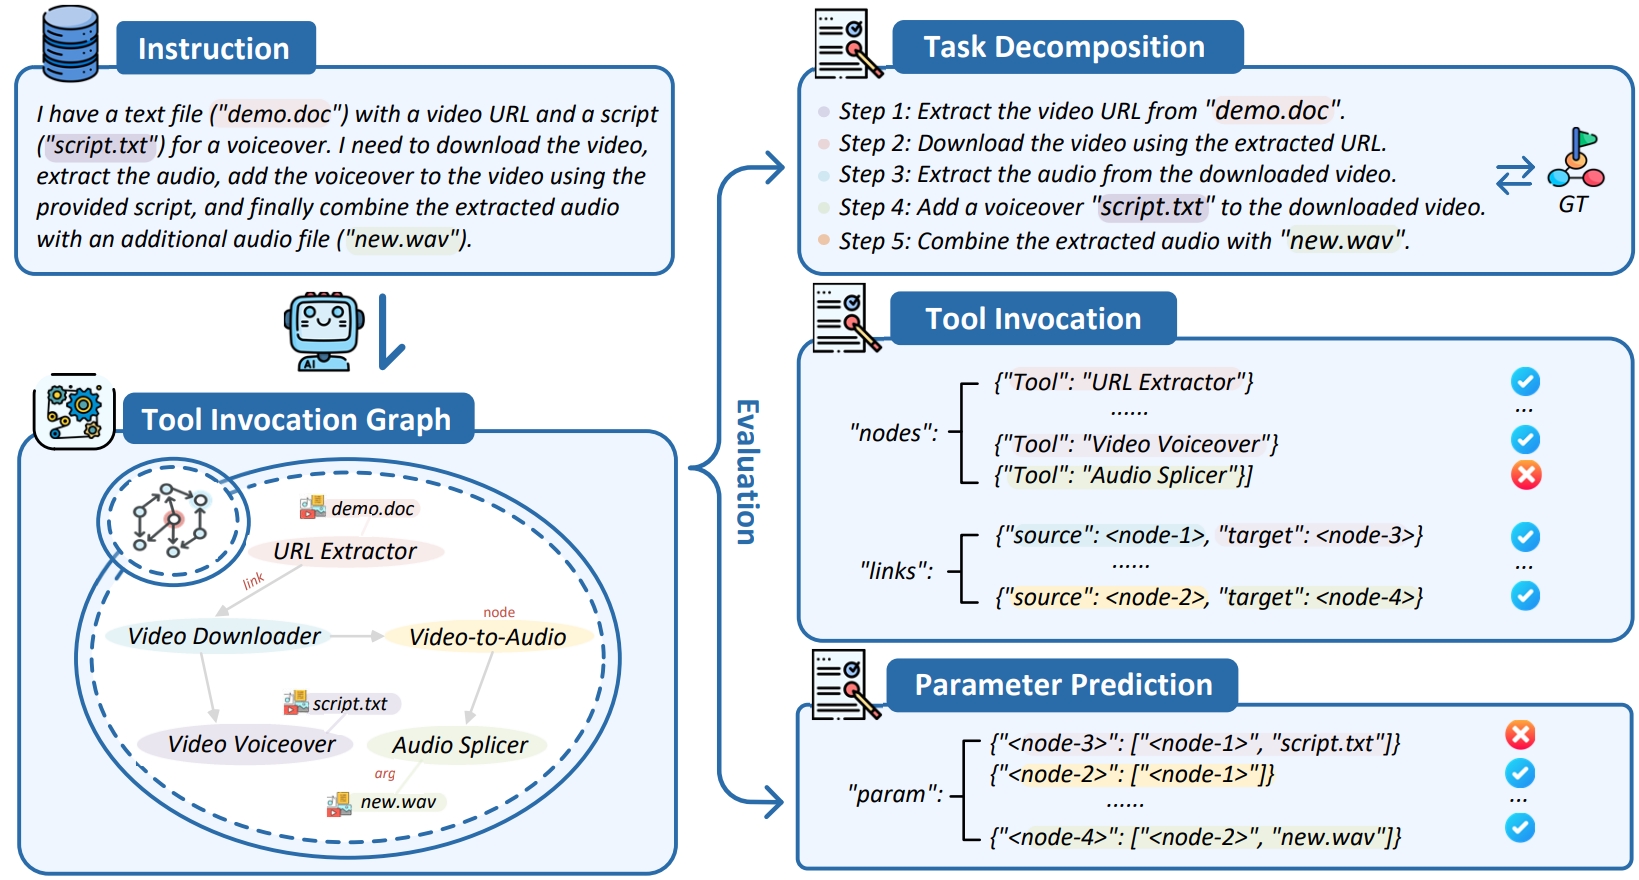 Instruction
I have a text file ("demo.doc") with a video URL and a script
("script.txt") for a voiceover. I need to download the video,
extract the audio, add the voiceover to the video using the
provided script, and finally combine the extracted audio
with an additional audio file ("new.wav").
AI
Tool Invocation Graph
demo.doc
URL Extractor
link
node
Video Downloader
Video-to-Audio
script.txt
Video Voiceover
Audio Splicer
arg
new.wav
Evaluation
Task Decomposition
Step 1: Extract the video URL from "demo.doc".
Step 2: Download the video using the extracted URL.
Step 3: Extract the audio from the downloaded video.
Step 4: Add a voiceover "script.txt" to the downloaded video.
Step 5: Combine the extracted audio with "new.wav".
GT
Tool Invocation
"nodes":
{"Tool": "URL Extractor"}
......
...
{"Tool": "Video Voiceover"}
{"Tool": "Audio Splicer"}]
"links":
{"source": <node-1>, "target": <node-3>}
......
...
{"source": <node-2>, "target": <node-4>}
Parameter Prediction
"param":
{"<node-3>": ["<node-1>", "script.txt"]}
{"<node-2>": ["<node-1>"]}
......
...
{"<node-4>": ["<node-2>", "new.wav"]}